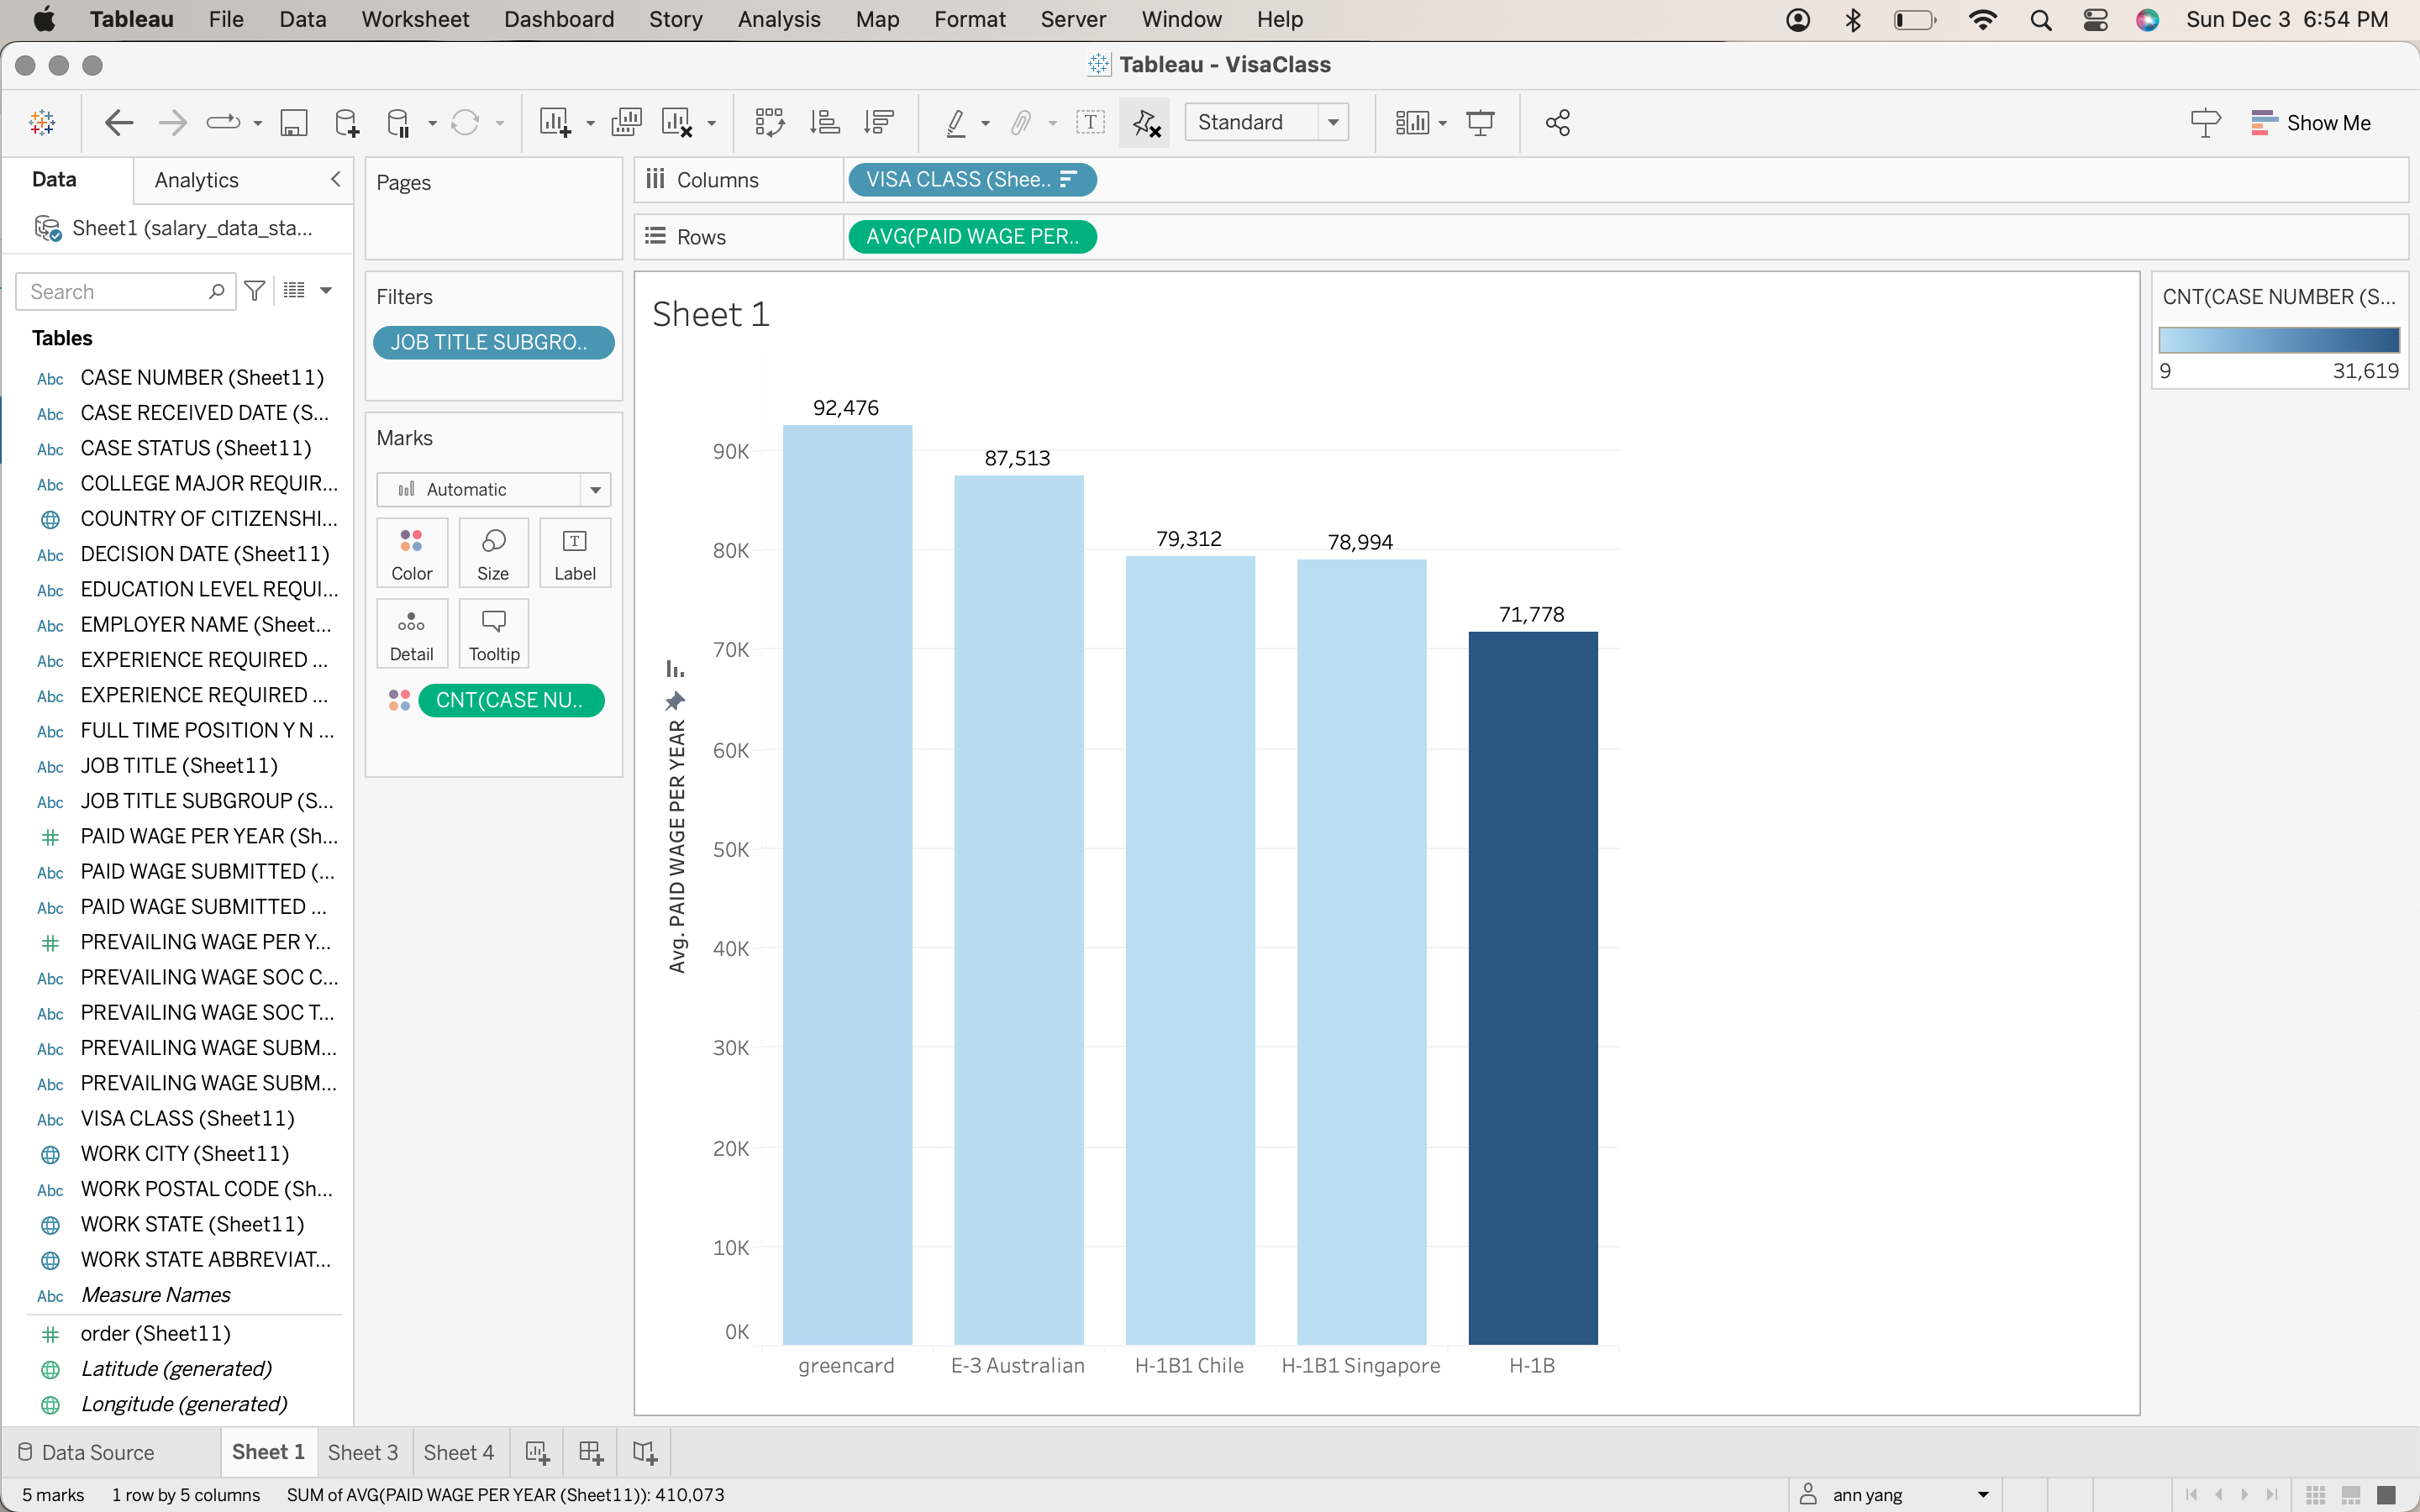 Tableau File Data Worksheet Dashboard Story Analysis Map Format Server Window Help Sun Dec 3 6:54 PM
Tableau - VisaClass
Standard
Show Me
Data
Analytics
Sheet1 (salary_data_sta...
Search
Tables
Abc CASE NUMBER (Sheet11)
Abc CASE RECEIVED DATE (S...
Abc CASE STATUS (Sheet11)
Abc COLLEGE MAJOR REQUIR...
COUNTRY OF CITIZENSHI...
Abc DECISION DATE (Sheet11)
Abc EDUCATION LEVEL REQUI...
Abc EMPLOYER NAME (Sheet...
Abc EXPERIENCE REQUIRED ...
Abc EXPERIENCE REQUIRED ...
Abc FULL TIME POSITION Y N ...
Abc JOB TITLE (Sheet11)
Abc JOB TITLE SUBGROUP (S...
PAID WAGE PER YEAR (Sh...
Abc PAID WAGE SUBMITTED (...
Abc PAID WAGE SUBMITTED ...
PREVAILING WAGE PER Y...
Abc PREVAILING WAGE SOC C...
Abc PREVAILING WAGE SOC T...
Abc PREVAILING WAGE SUBM...
Abc PREVAILING WAGE SUBM...
Abc VISA CLASS (Sheet11)
WORK CITY (Sheet11)
Abc WORK POSTAL CODE (Sh...
WORK STATE (Sheet11)
WORK STATE ABBREVIAT...
Abc Measure Names
order (Sheet11)
Latitude (generated)
Longitude (generated)
Pages
Filters
JOB TITLE SUBGRO..
Marks
Automatic
Color Size T Label
Detail Tooltip
CNT(CASE NU..
Columns VISA CLASS (Shee..
Rows AVG(PAID WAGE PER..
Sheet 1
Avg. PAID WAGE PER YEAR
90K
80K
70K
60K
50K
40K
30K
20K
10K
0K
92,476
87,513
79,312
78,994
71,778
greencard E-3 Australian H-1B1 Chile H-1B1 Singapore H-1B
CNT(CASE NUMBER (S...
9 31,619
Data Source Sheet 1 Sheet 3 Sheet 4
5 marks 1 row by 5 columns SUM of AVG(PAID WAGE PER YEAR (Sheet11)): 410,073 ann yang